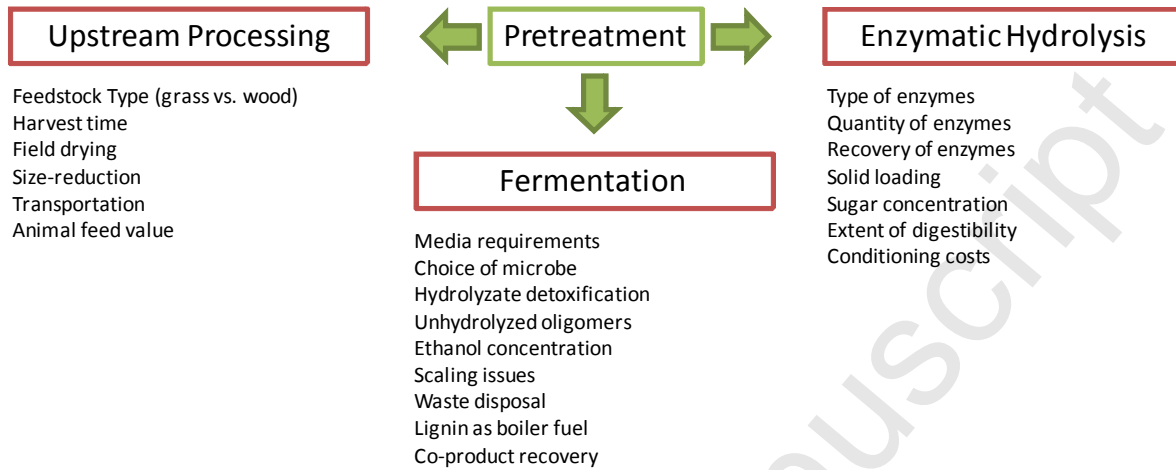 Upstream Processing
Pretreatment
Enzymatic Hydrolysis
Feedstock Type (grass vs. wood)
Harvest time
Field drying
Size-reduction
Transportation
Animal feed value
Fermentation
Media requirements
Choice of microbe
Hydrolyzate detoxification
Unhydrolyzed oligomers
Ethanol concentration
Scaling issues
Waste disposal
Lignin as boiler fuel
Co-product recovery
Type of enzymes
Quantity of enzymes
Recovery of enzymes
Solid loading
Sugar concentration
Extent of digestibility
Conditioning costs
uscript